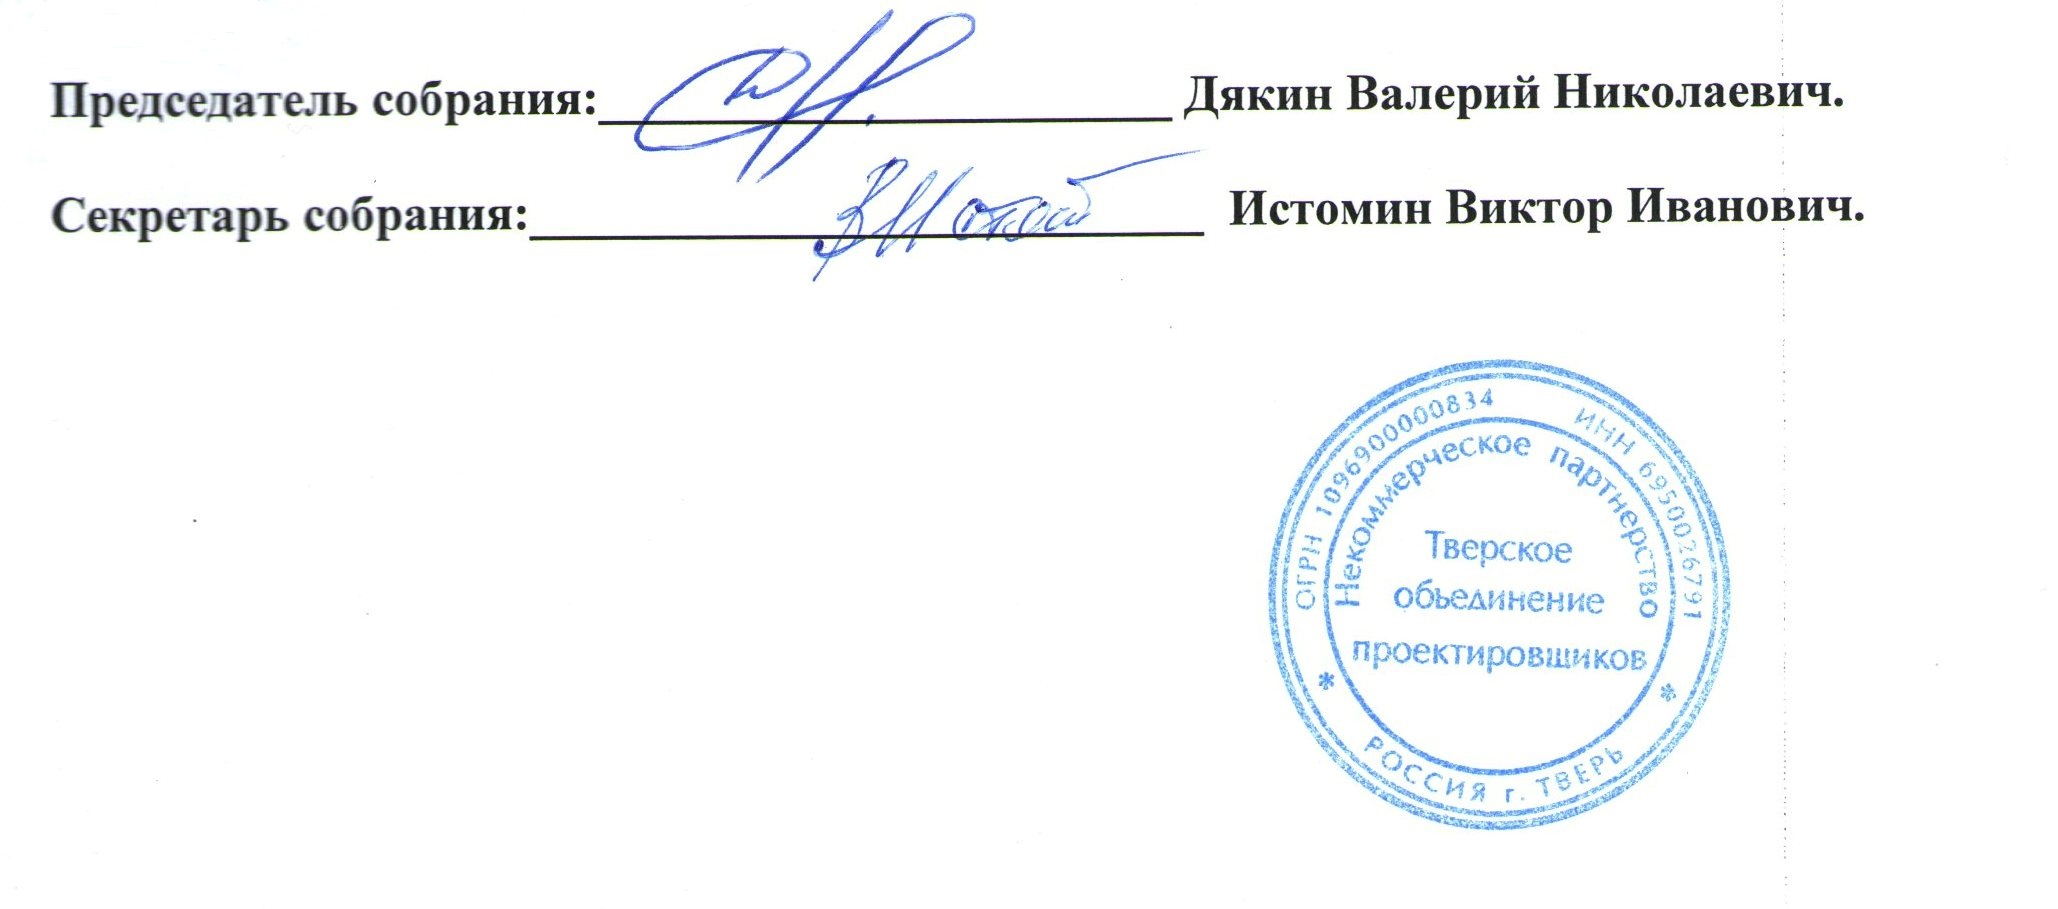 Председатель собрания: Дякин Валерий Николаевич.
Секретарь собрания: Истомин Виктор Иванович.
ОГРН 1096900000834 ИНН 6950026791
Некоммерческое партнерство
Тверское
обьединение
проектировщиков
* РОССИЯ г. ТВЕРЬ *